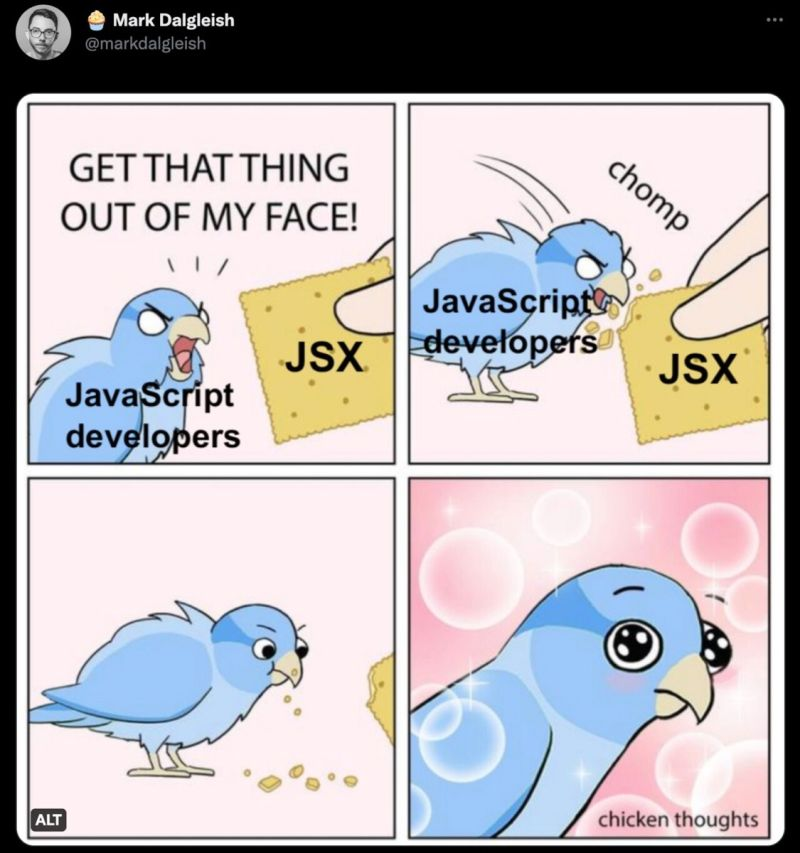 Mark Dalgleish
@markdalgleish
GET THAT THING
OUT OF MY FACE!
JSX
JavaScript
developers
chomp
JavaScript
developers
JSX
ALT
chicken thoughts